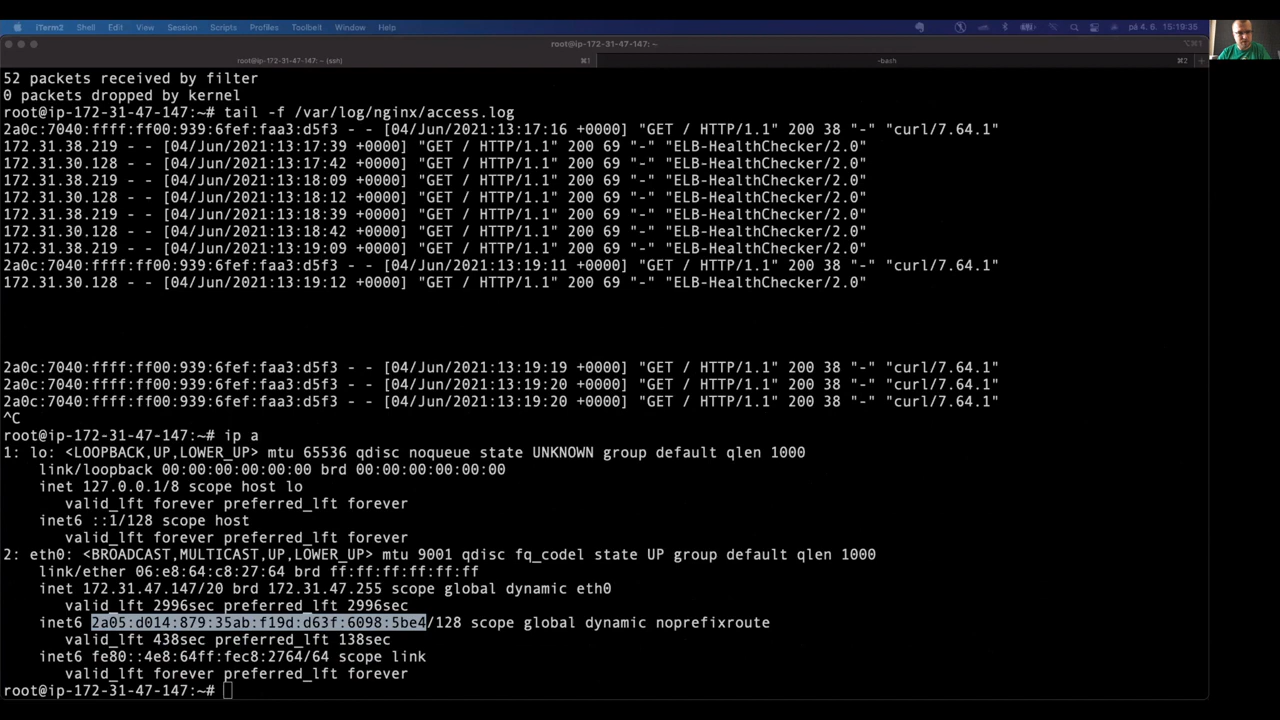 iTerm2 Shell Edit View Session Scripts Profiles Toolbelt Window Help pá 4. 6. 15:19:35
root@ip-172-31-47-147: ~ ⌥⌘1
root@ip-172-31-47-147: ~ (ssh) ⌘1 -bash ⌘2 +
52 packets received by filter
0 packets dropped by kernel
root@ip-172-31-47-147:~# tail -f /var/log/nginx/access.log
2a0c:7040:ffff:ff00:939:6fef:faa3:d5f3 - - [04/Jun/2021:13:17:16 +0000] "GET / HTTP/1.1" 200 38 "-" "curl/7.64.1"
172.31.38.219 - - [04/Jun/2021:13:17:39 +0000] "GET / HTTP/1.1" 200 69 "-" "ELB-HealthChecker/2.0"
172.31.30.128 - - [04/Jun/2021:13:17:42 +0000] "GET / HTTP/1.1" 200 69 "-" "ELB-HealthChecker/2.0"
172.31.38.219 - - [04/Jun/2021:13:18:09 +0000] "GET / HTTP/1.1" 200 69 "-" "ELB-HealthChecker/2.0"
172.31.30.128 - - [04/Jun/2021:13:18:12 +0000] "GET / HTTP/1.1" 200 69 "-" "ELB-HealthChecker/2.0"
172.31.38.219 - - [04/Jun/2021:13:18:39 +0000] "GET / HTTP/1.1" 200 69 "-" "ELB-HealthChecker/2.0"
172.31.30.128 - - [04/Jun/2021:13:18:42 +0000] "GET / HTTP/1.1" 200 69 "-" "ELB-HealthChecker/2.0"
172.31.38.219 - - [04/Jun/2021:13:19:09 +0000] "GET / HTTP/1.1" 200 69 "-" "ELB-HealthChecker/2.0"
2a0c:7040:ffff:ff00:939:6fef:faa3:d5f3 - - [04/Jun/2021:13:19:11 +0000] "GET / HTTP/1.1" 200 38 "-" "curl/7.64.1"
172.31.30.128 - - [04/Jun/2021:13:19:12 +0000] "GET / HTTP/1.1" 200 69 "-" "ELB-HealthChecker/2.0"
2a0c:7040:ffff:ff00:939:6fef:faa3:d5f3 - - [04/Jun/2021:13:19:19 +0000] "GET / HTTP/1.1" 200 38 "-" "curl/7.64.1"
2a0c:7040:ffff:ff00:939:6fef:faa3:d5f3 - - [04/Jun/2021:13:19:20 +0000] "GET / HTTP/1.1" 200 38 "-" "curl/7.64.1"
2a0c:7040:ffff:ff00:939:6fef:faa3:d5f3 - - [04/Jun/2021:13:19:20 +0000] "GET / HTTP/1.1" 200 38 "-" "curl/7.64.1"
^C
root@ip-172-31-47-147:~# ip a
1: lo: <LOOPBACK,UP,LOWER_UP> mtu 65536 qdisc noqueue state UNKNOWN group default qlen 1000
link/loopback 00:00:00:00:00:00 brd 00:00:00:00:00:00
inet 127.0.0.1/8 scope host lo
valid_lft forever preferred_lft forever
inet6 ::1/128 scope host
valid_lft forever preferred_lft forever
2: eth0: <BROADCAST,MULTICAST,UP,LOWER_UP> mtu 9001 qdisc fq_codel state UP group default qlen 1000
link/ether 06:e8:64:c8:27:64 brd ff:ff:ff:ff:ff:ff
inet 172.31.47.147/20 brd 172.31.47.255 scope global dynamic eth0
valid_lft 2996sec preferred_lft 2996sec
inet6 2a05:d014:879:35ab:f19d:d63f:6098:5be4/128 scope global dynamic noprefixroute
valid_lft 438sec preferred_lft 138sec
inet6 fe80::4e8:64ff:fec8:2764/64 scope link
valid_lft forever preferred_lft forever
root@ip-172-31-47-147:~#